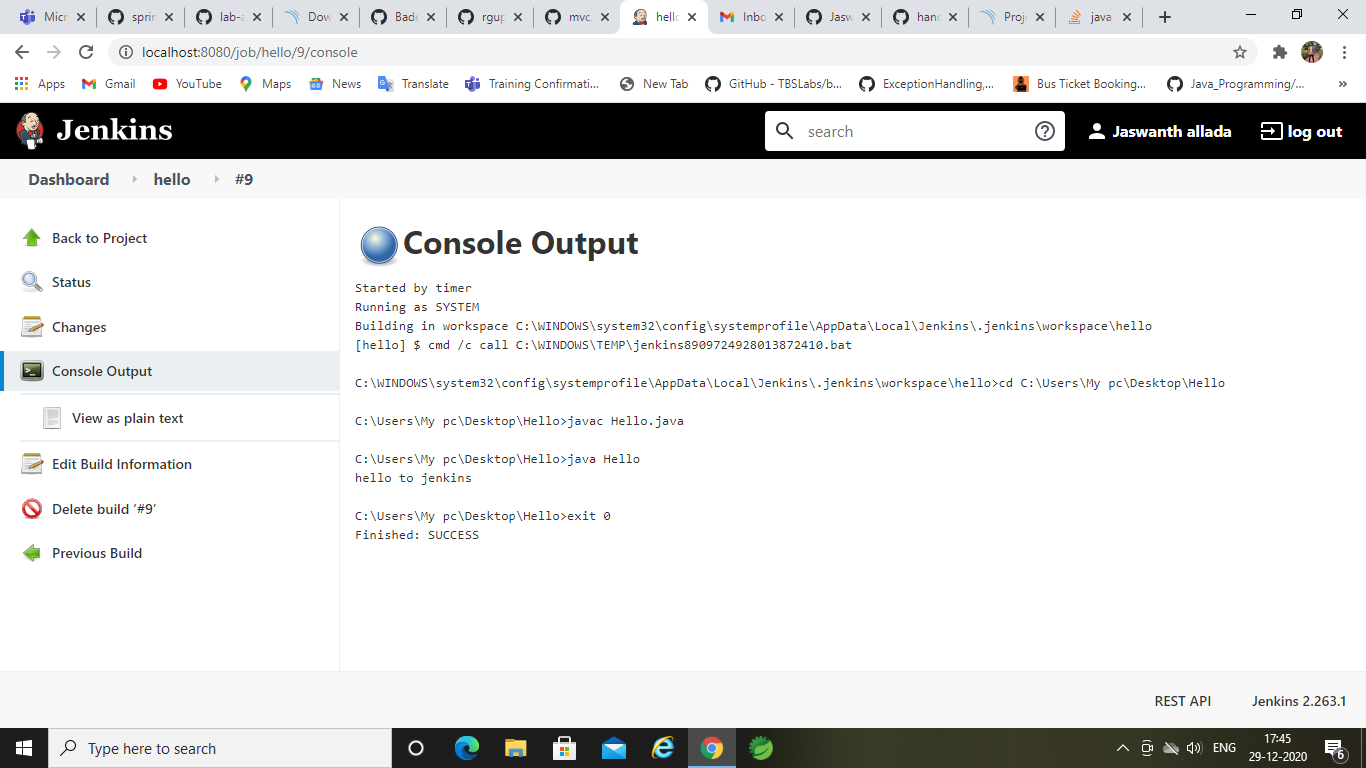 Micr
sprin
lab-a
Dow
Bade
rgup
mvc
hello
Inbo
Jasw
hand
Proje
java
localhost:8080/job/hello/9/console
Apps
Gmail
YouTube
Maps
News
Translate
Training Confirmati...
New Tab
GitHub - TBSLabs/b...
ExceptionHandling,...
Bus Ticket Booking...
Java_Programming/...
»
Jenkins
search
Jaswanth allada
log out
Dashboard
hello
#9
Back to Project
Status
Changes
Console Output
View as plain text
Edit Build Information
Delete build ‘#9’
Previous Build
Console Output
Started by timer
Running as SYSTEM
Building in workspace C:\WINDOWS\system32\config\systemprofile\AppData\Local\Jenkins\.jenkins\workspace\hello
[hello] $ cmd /c call C:\WINDOWS\TEMP\jenkins8909724928013872410.bat
C:\WINDOWS\system32\config\systemprofile\AppData\Local\Jenkins\.jenkins\workspace\hello>cd C:\Users\My pc\Desktop\Hello
C:\Users\My pc\Desktop\Hello>javac Hello.java
C:\Users\My pc\Desktop\Hello>java Hello
hello to jenkins
C:\Users\My pc\Desktop\Hello>exit 0
Finished: SUCCESS
REST API
Jenkins 2.263.1
Type here to search
ENG
17:45
29-12-2020
6